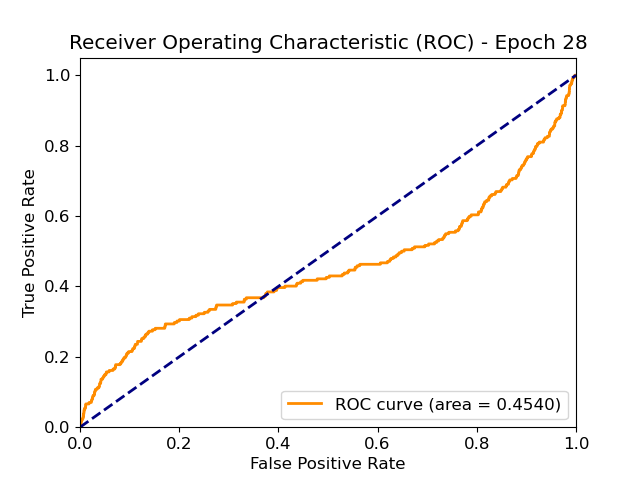 Receiver Operating Characteristic (ROC) - Epoch 28
True Positive Rate
1.0
0.8
0.6
0.4
0.2
0.0
ROC curve (area = 0.4540)
0.0 0.2 0.4 0.6 0.8 1.0
False Positive Rate